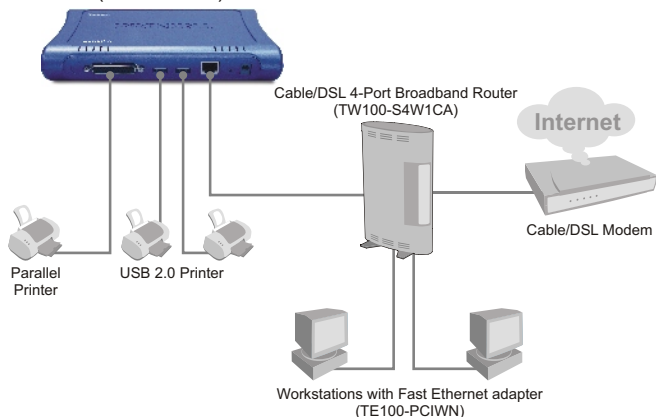 Cable/DSL 4-Port Broadband Router
(TW100-S4W1CA)
Internet
Cable/DSL Modem
Parallel
Printer
USB 2.0 Printer
Workstations with Fast Ethernet adapter
(TE100-PCIWN)